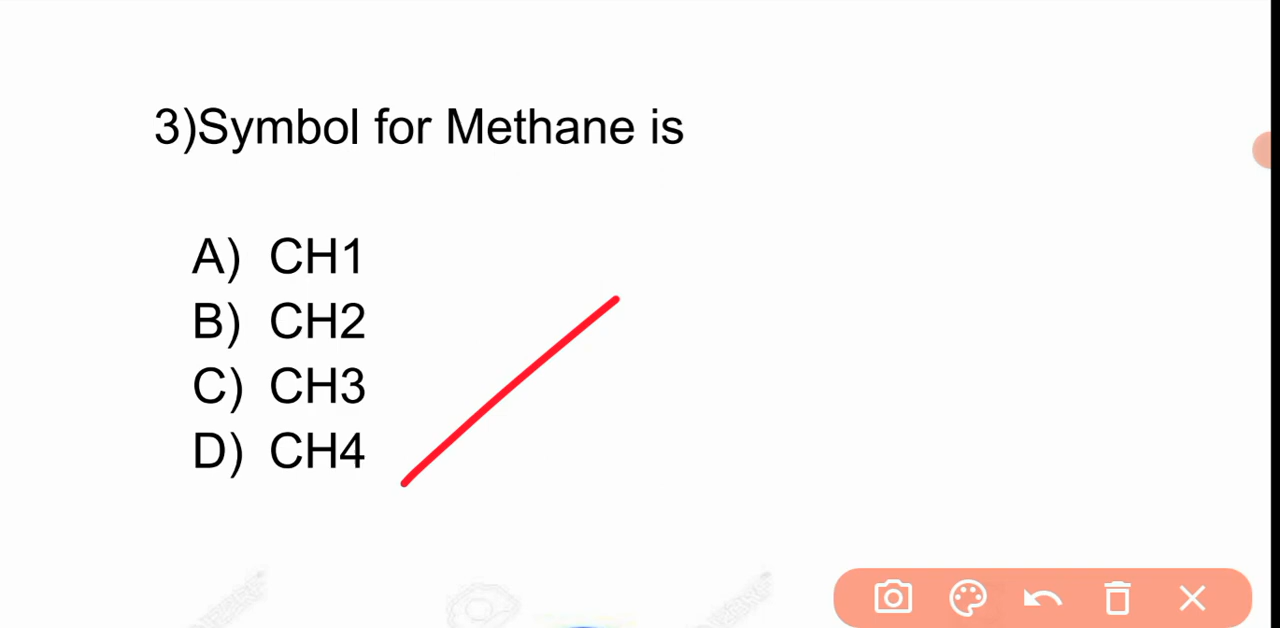 3)Symbol for Methane is
A) CH1
B) CH2
C) CH3
D) CH4